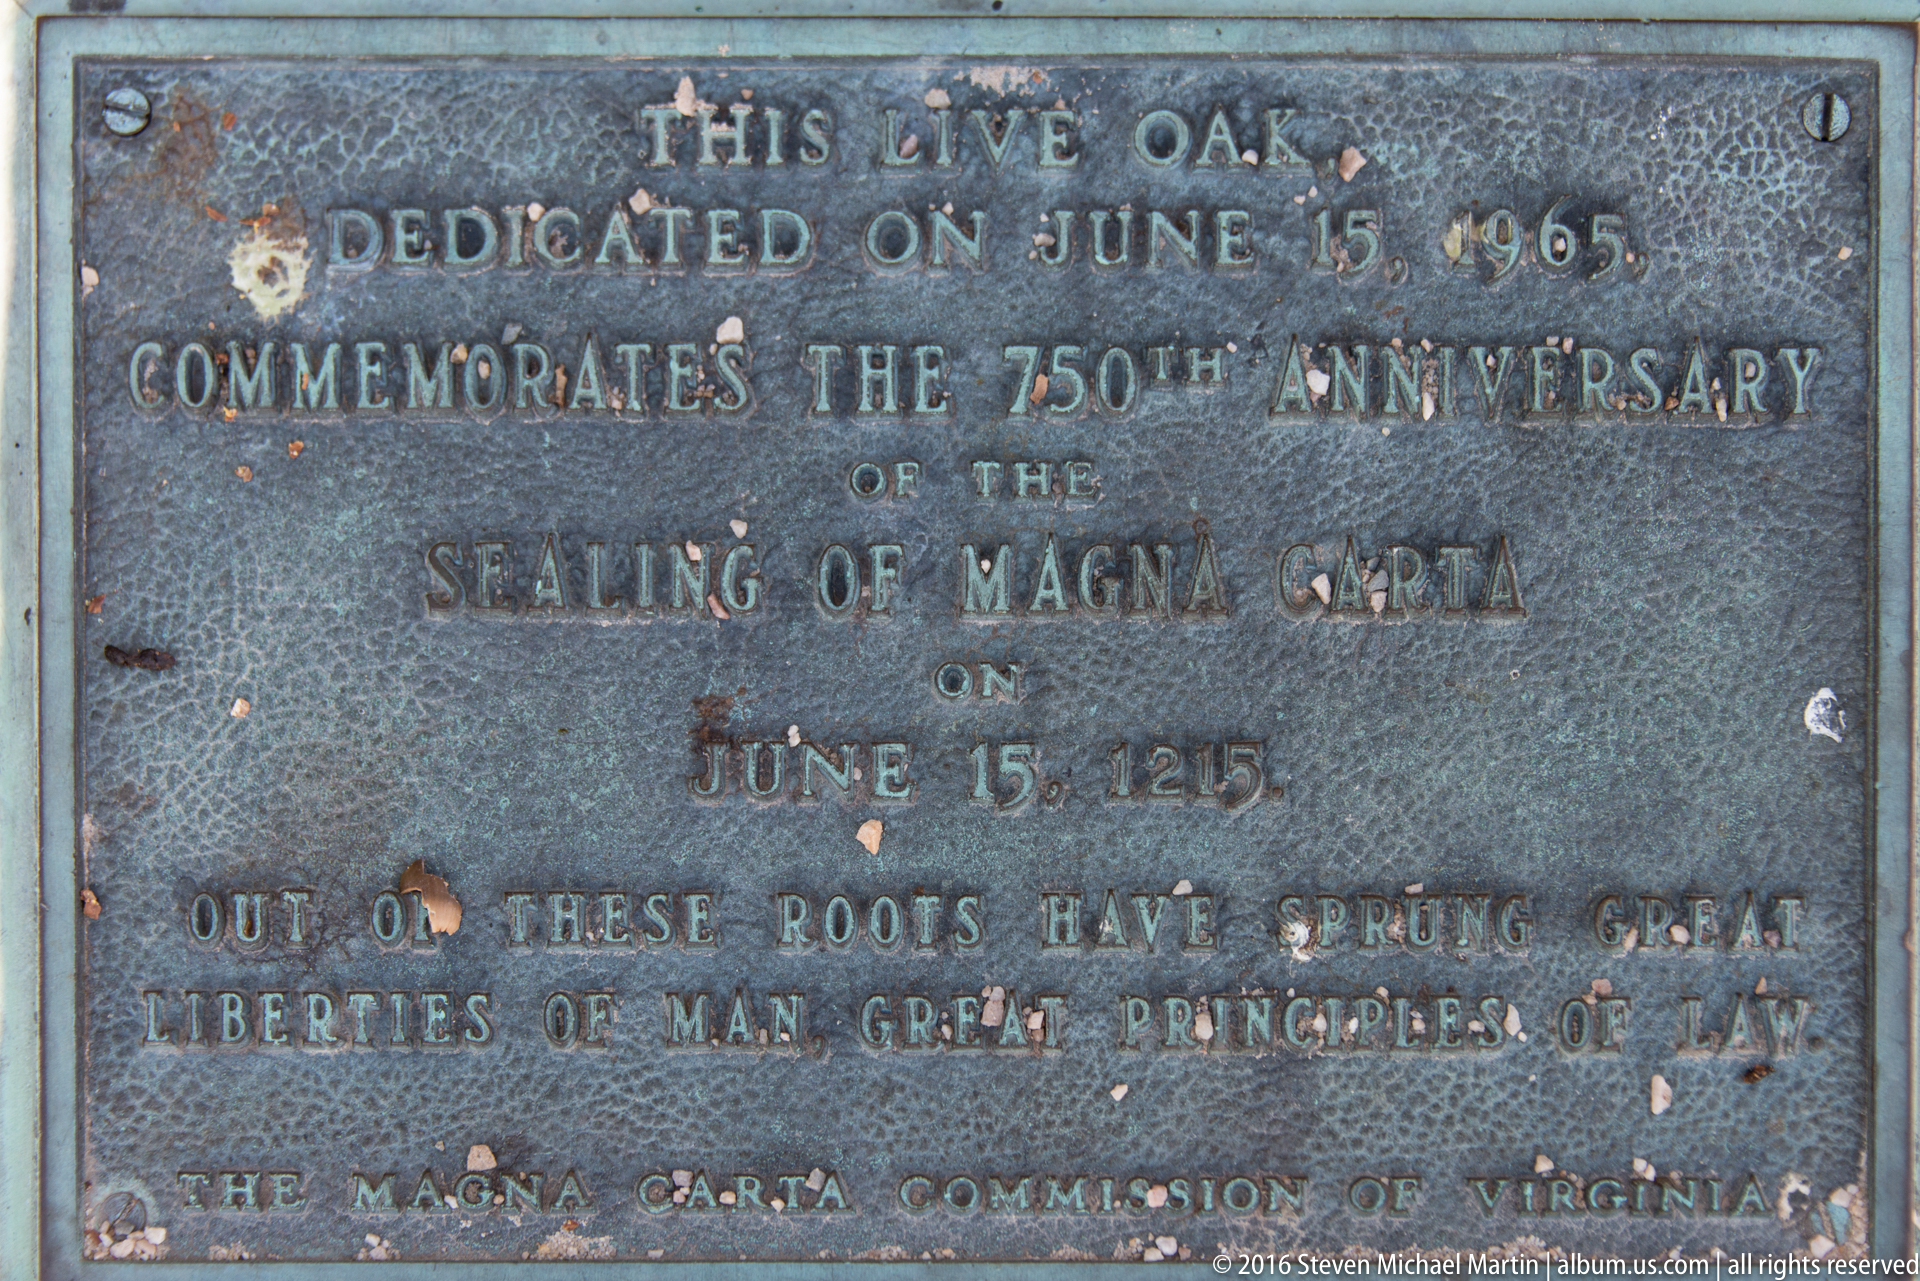 THIS LIVE OAK,
DEDICATED ON JUNE 15, 1965,
COMMEMORATES THE 750TH ANNIVERSARY
OF THE
SEALING OF MAGNA CARTA
ON
JUNE 15, 1215.
OUT OF THESE ROOTS HAVE SPRUNG GREAT
LIBERTIES OF MAN, GREAT PRINCIPLES OF LAW.
THE MAGNA CARTA COMMISSION OF VIRGINIA
© 2016 Steven Michael Martin | album.us.com | all rights reserved